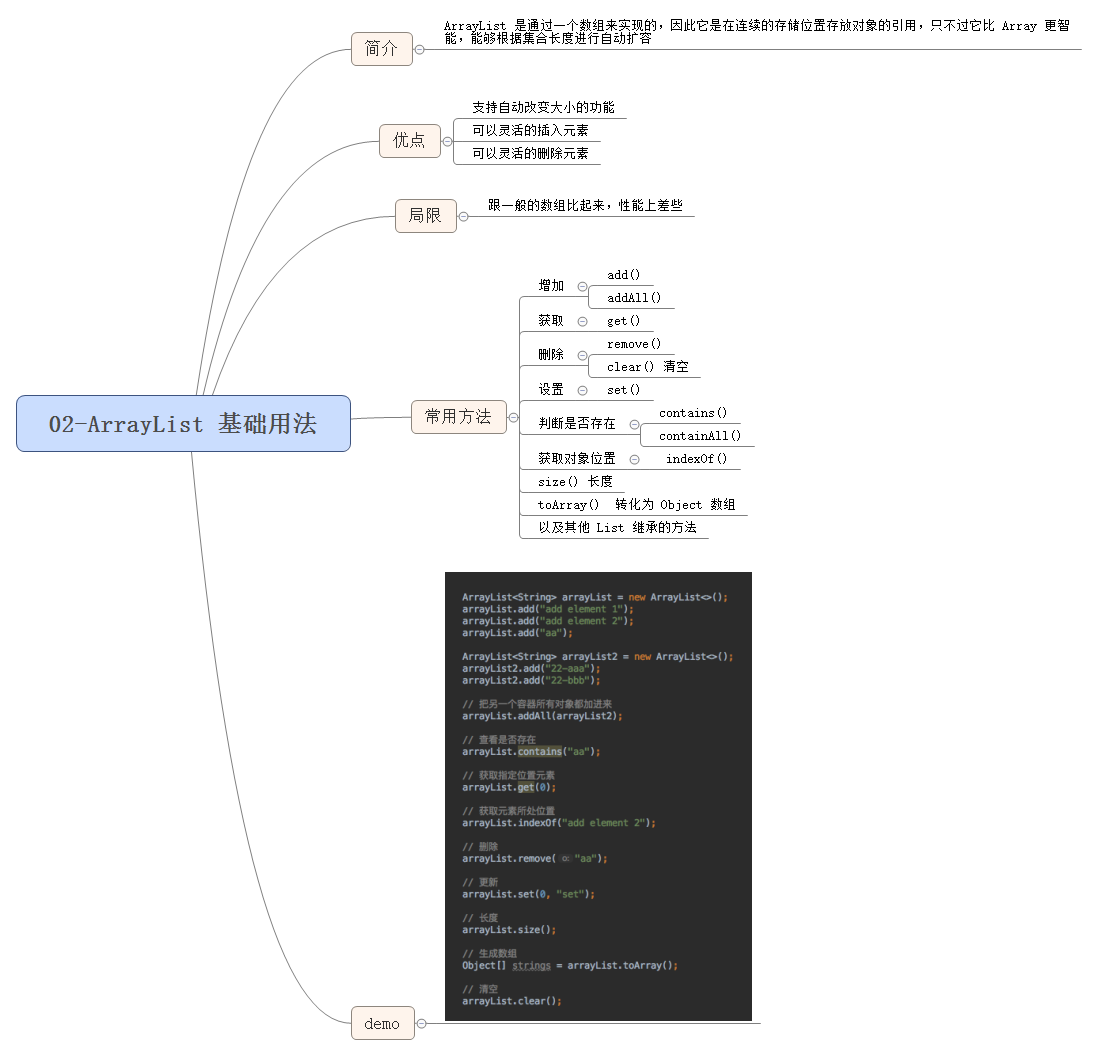 简介
ArrayList 是通过一个数组来实现的，因此它是在连续的存储位置存放对象的引用，只不过它比 Array 更智
能，能够根据集合长度进行自动扩容
优点
支持自动改变大小的功能
可以灵活的插入元素
可以灵活的删除元素
局限
跟一般的数组比起来，性能上差些
02-ArrayList 基础用法
常用方法
增加
add()
addAll()
获取
get()
删除
remove()
clear() 清空
设置
set()
判断是否存在
contains()
containAll()
获取对象位置
indexOf()
size() 长度
toArray() 转化为 Object 数组
以及其他 List 继承的方法
demo
ArrayList<String> arrayList = new ArrayList<>();
arrayList.add("add element 1");
arrayList.add("add element 2");
arrayList.add("aa");
ArrayList<String> arrayList2 = new ArrayList<>();
arrayList2.add("22-aaa");
arrayList2.add("22-bbb");
// 把另一个容器所有对象都加进来
arrayList.addAll(arrayList2);
// 查看是否存在
arrayList.contains("aa");
// 获取指定位置元素
arrayList.get(0);
// 获取元素所处位置
arrayList.indexOf("add element 2");
// 删除
arrayList.remove( o: "aa");
// 更新
arrayList.set(0, "set");
// 长度
arrayList.size();
// 生成数组
Object[] strings = arrayList.toArray();
// 清空
arrayList.clear();